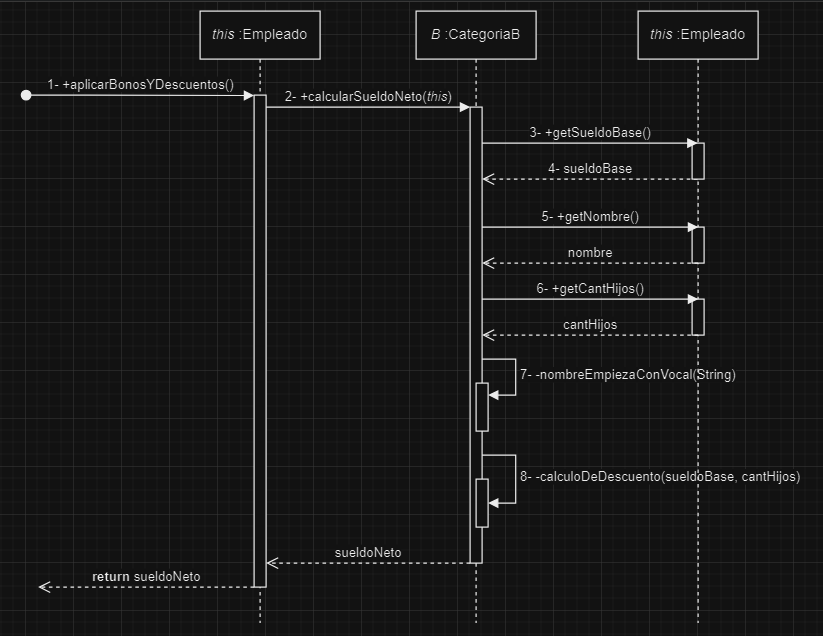 this :Empleado
B :CategoriaB
this :Empleado
1- +aplicarBonosYDescuentos()
2- +calcularSueldoNeto(this)
3- +getSueldoBase()
4- sueldoBase
5- +getNombre()
nombre
6- +getCantHijos()
cantHijos
7- -nombreEmpiezaConVocal(String)
8- -calculoDeDescuento(sueldoBase, cantHijos)
sueldoNeto
return sueldoNeto